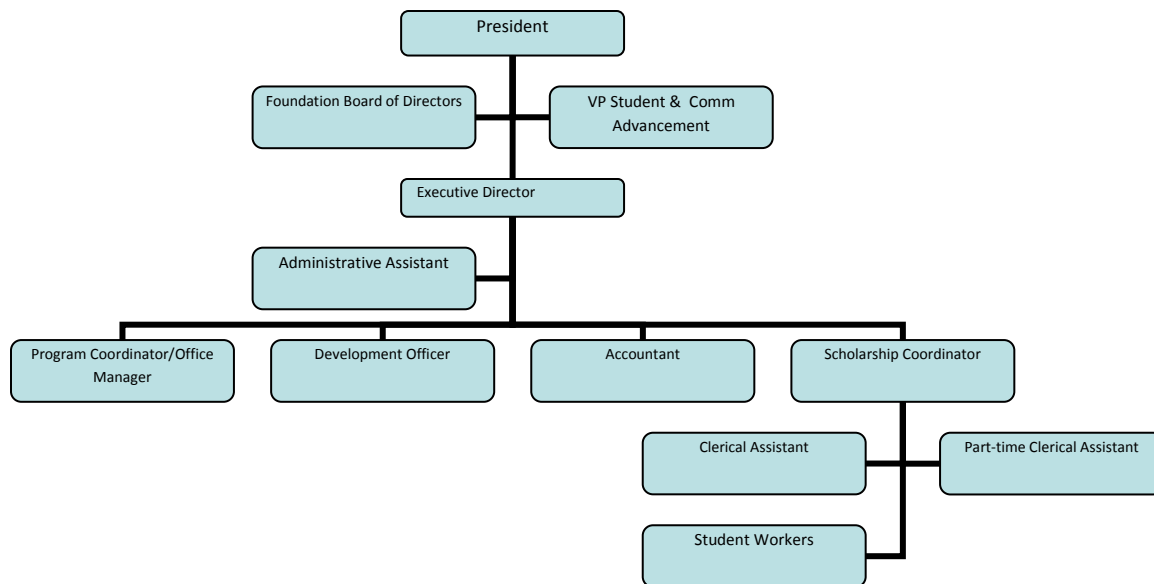 President
Foundation Board of Directors
VP Student & Comm
Advancement
Executive Director
Administrative Assistant
Program Coordinator/Office
Manager
Development Officer
Accountant
Scholarship Coordinator
Clerical Assistant
Part-time Clerical Assistant
Student Workers